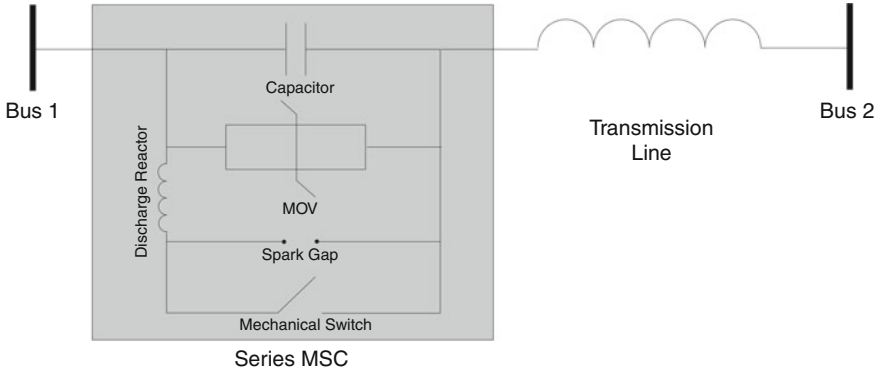 Capacitor
Bus 1
Bus 2
Transmission
Line
Discharge Reactor
MOV
Spark Gap
Mechanical Switch
Series MSC